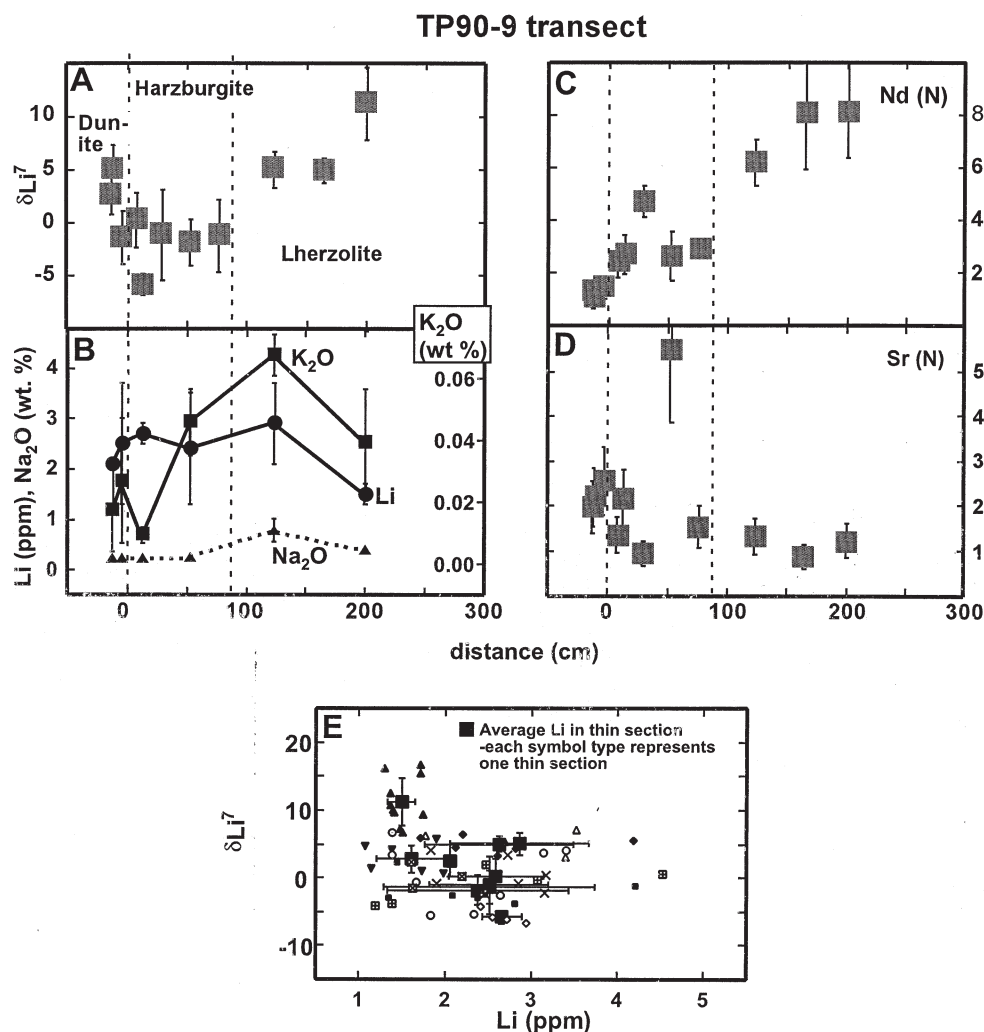 TP90-9 transect
A
Harzburgite
Dun-
ite
Lherzolite
10
5
0
-5
δLi7
C
Nd (N)
8
6
4
2
B
K2O
(wt %)
K2O
Li
Na2O
Li (ppm), Na2O (wt. %)
4
3
2
1
0
0.06
0.04
0.02
0.00
0 100 200 300
D
Sr (N)
5
4
3
2
1
0 100 200 300
distance (cm)
E
Average Li in thin section
-each symbol type represents
one thin section
20
10
0
-10
δLi7
1 2 3 4 5
Li (ppm)